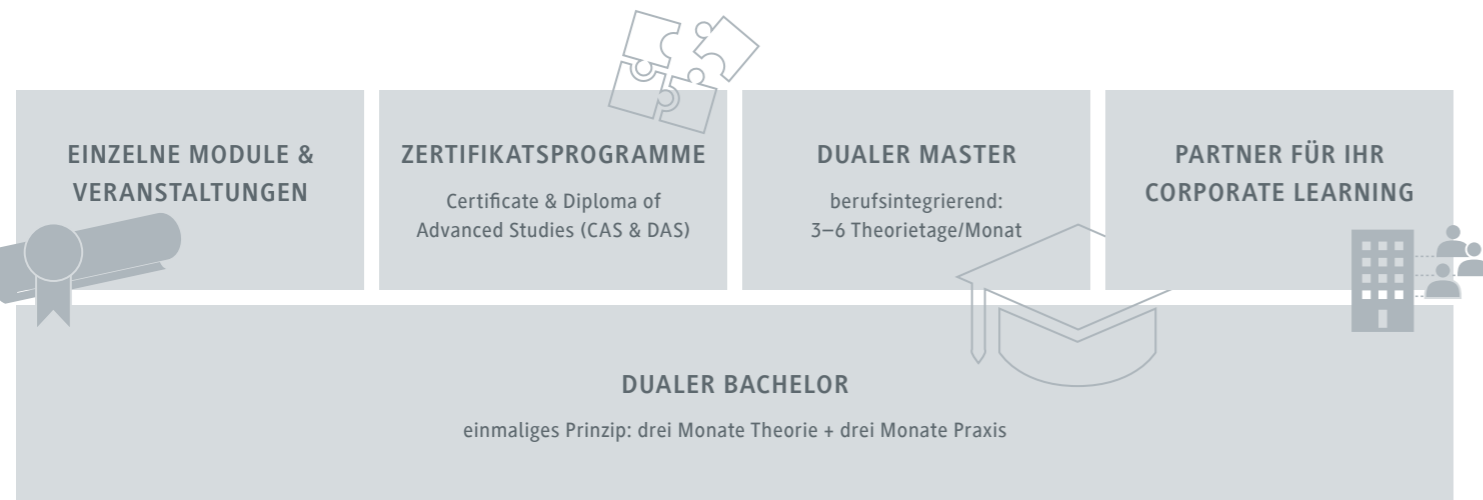 EINZELNE MODULE &
VERANSTALTUNGEN
ZERTIFIKATSPROGRAMME
Certificate & Diploma of
Advanced Studies (CAS & DAS)
DUALER MASTER
berufsintegrierend:
3–6 Theorietage/Monat
PARTNER FÜR IHR
CORPORATE LEARNING
DUALER BACHELOR
einmaliges Prinzip: drei Monate Theorie + drei Monate Praxis